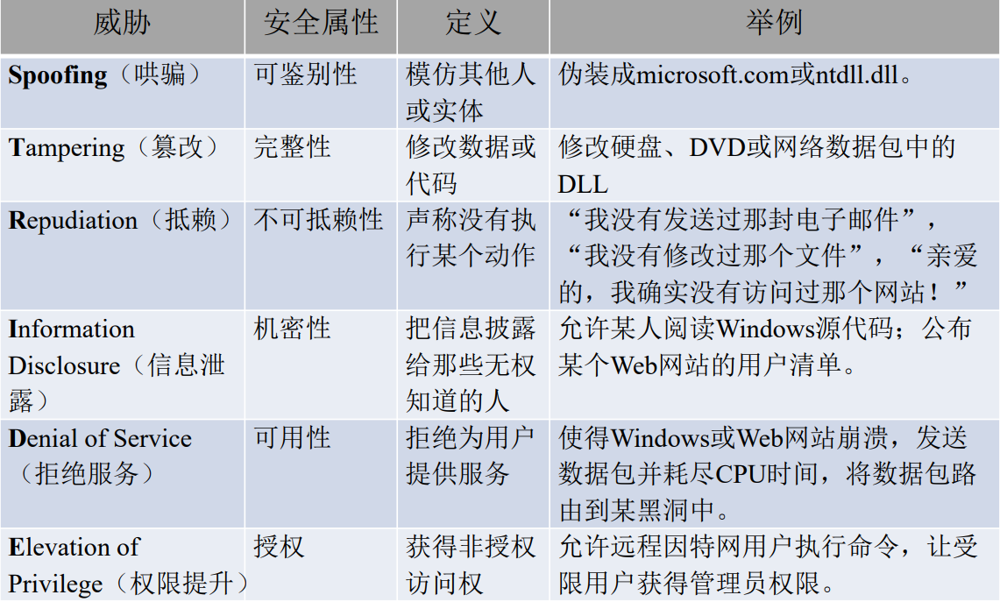 威胁 安全属性 定义 举例
Spoofing（哄骗） 可鉴别性 模仿其他人 伪装成microsoft.com或ntdll.dll。
或实体
Tampering（篡改） 完整性 修改数据或 修改硬盘、DVD或网络数据包中的
代码 DLL
Repudiation（抵赖） 不可抵赖性 声称没有执 “我没有发送过那封电子邮件”，
行某个动作 “我没有修改过那个文件”，“亲爱
的，我确实没有访问过那个网站！”
Information 机密性 把信息披露 允许某人阅读Windows源代码；公布
Disclosure（信息泄 给那些无权 某个Web网站的用户清单。
露） 知道的人
Denial of Service 可用性 拒绝为用户 使得Windows或Web网站崩溃，发送
（拒绝服务） 提供服务 数据包并耗尽CPU时间，将数据包路
由到某黑洞中。
Elevation of 授权 获得非授权 允许远程因特网用户执行命令，让受
Privilege（权限提升） 访问权 限用户获得管理员权限。